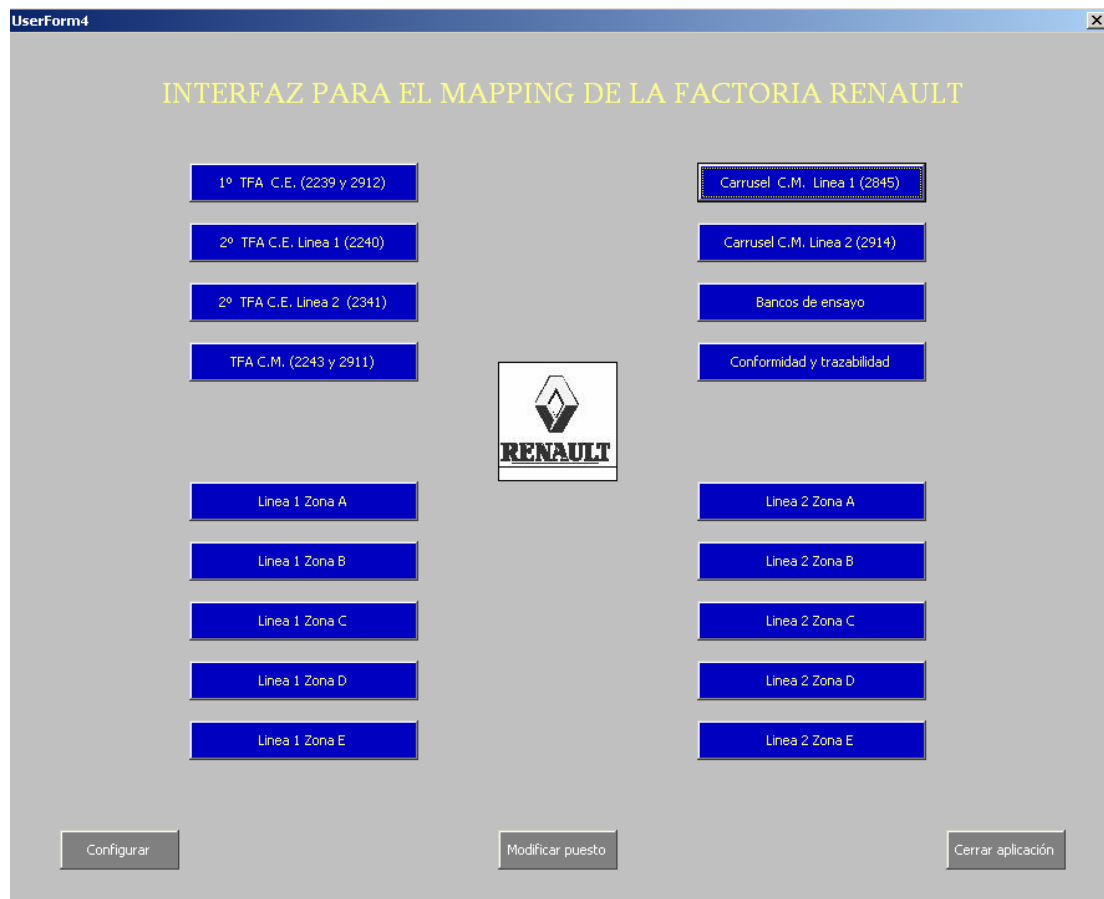 UserForm4
INTERFAZ PARA EL MAPPING DE LA FACTORIA RENAULT
1º TFA C.E. (2239 y 2912)
2º TFA C.E. Linea 1 (2240)
2º TFA C.E. Linea 2 (2341)
TFA C.M. (2243 y 2911)
Carrusel C.M. Linea 1 (2845)
Carrusel C.M. Linea 2 (2914)
Bancos de ensayo
Conformidad y trazabilidad
RENAULT
Linea 1 Zona A
Linea 1 Zona B
Linea 1 Zona C
Linea 1 Zona D
Linea 1 Zona E
Linea 2 Zona A
Linea 2 Zona B
Linea 2 Zona C
Linea 2 Zona D
Linea 2 Zona E
Configurar
Modificar puesto
Cerrar aplicación